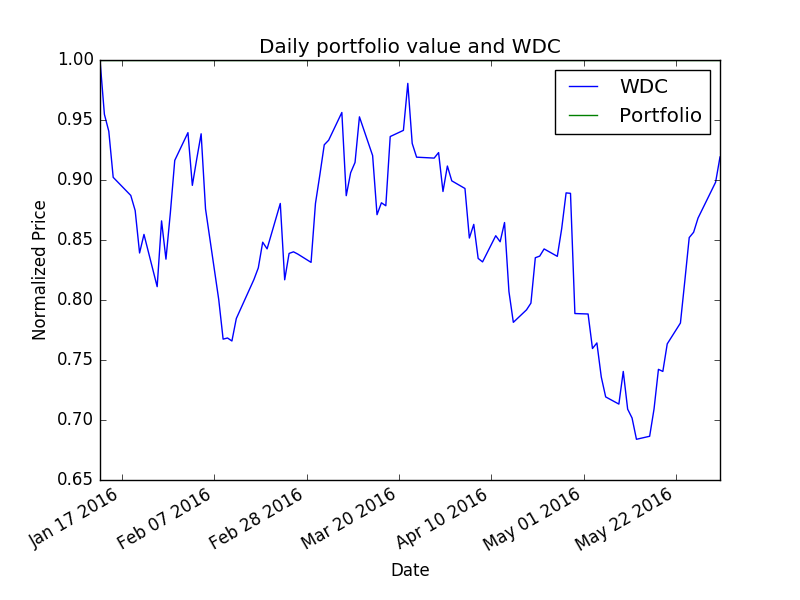 Daily portfolio value and WDC
WDC
Portfolio
1.00
0.95
0.90
0.85
0.80
0.75
0.70
0.65
Normalized Price
Jan 17 2016
Feb 07 2016
Feb 28 2016
Mar 20 2016
Apr 10 2016
May 01 2016
May 22 2016
Date